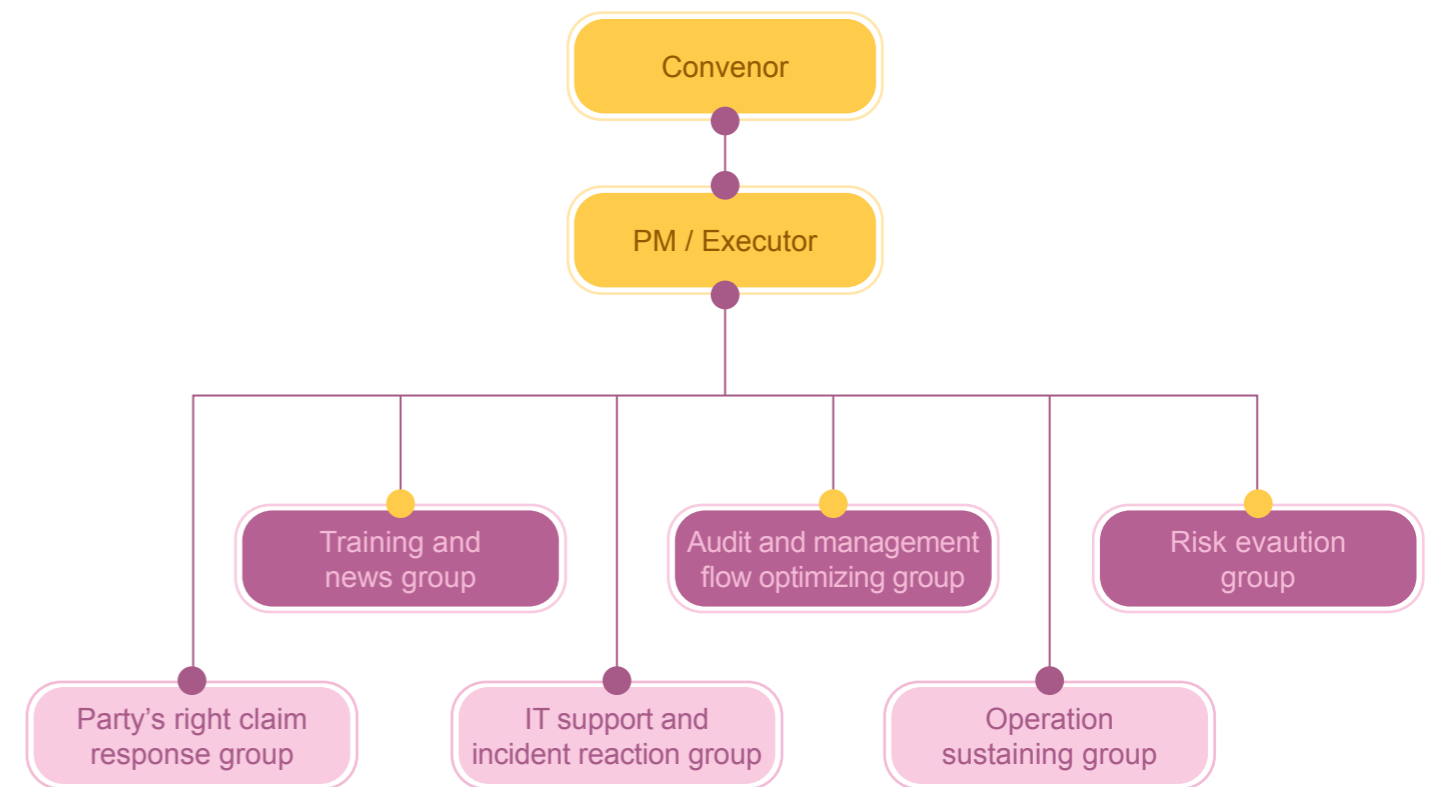 Convenor
PM / Executor
Training and
news group
Audit and management
flow optimizing group
Risk evaution
group
Party’s right claim
response group
IT support and
incident reaction group
Operation
sustaining group